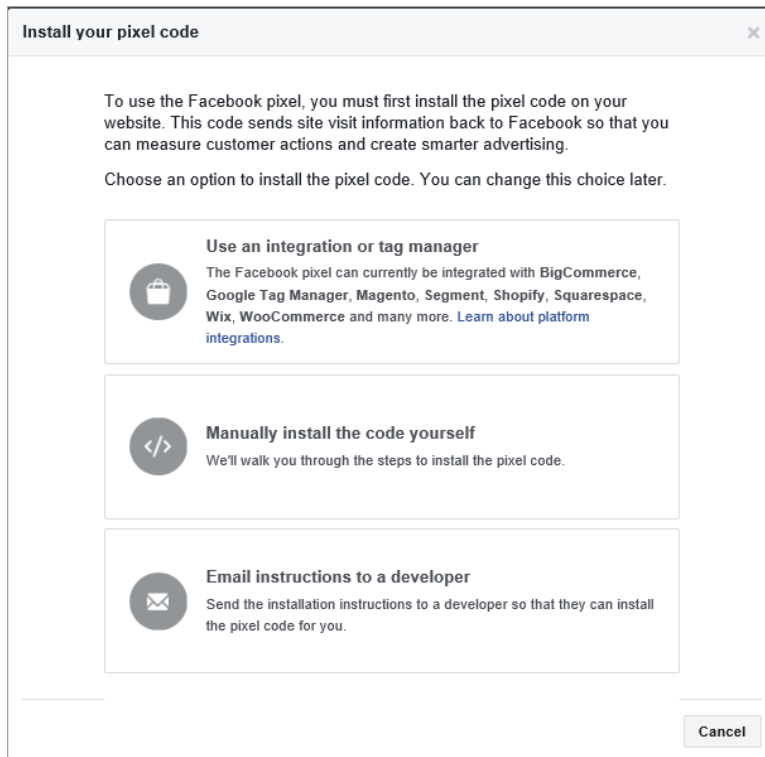 Install your pixel code
To use the Facebook pixel, you must first install the pixel code on your
website. This code sends site visit information back to Facebook so that you
can measure customer actions and create smarter advertising.
Choose an option to install the pixel code. You can change this choice later.
Use an integration or tag manager
The Facebook pixel can currently be integrated with BigCommerce,
Google Tag Manager, Magento, Segment, Shopify, Squarespace,
Wix, WooCommerce and many more. Learn about platform
integrations.
Manually install the code yourself
We'll walk you through the steps to install the pixel code.
Email instructions to a developer
Send the installation instructions to a developer so that they can install
the pixel code for you.
Cancel